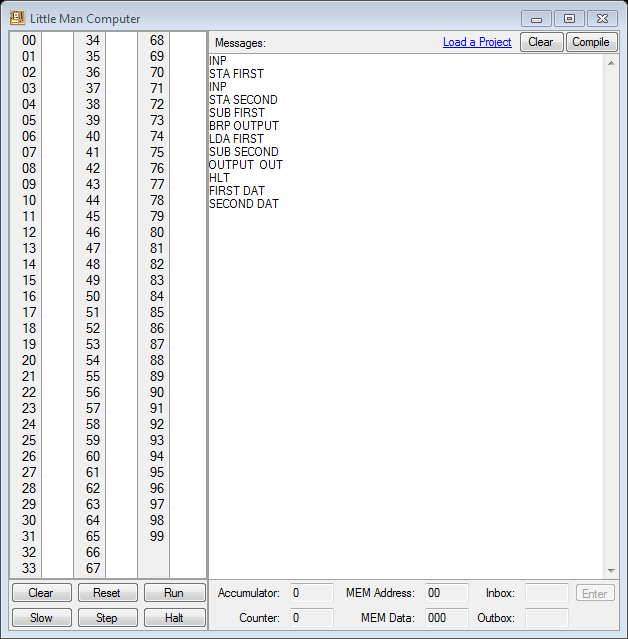 Little Man Computer
00 34 68
01 35 69
02 36 70
03 37 71
04 38 72
05 39 73
06 40 74
07 41 75
08 42 76
09 43 77
10 44 78
11 45 79
12 46 80
13 47 81
14 48 82
15 49 83
16 50 84
17 51 85
18 52 86
19 53 87
20 54 88
21 55 89
22 56 90
23 57 91
24 58 92
25 59 93
26 60 94
27 61 95
28 62 96
29 63 97
30 64 98
31 65 99
32 66
33 67
Messages: Load a Project Clear Compile
INP
STA FIRST
INP
STA SECOND
SUB FIRST
BRP OUTPUT
LDA FIRST
SUB SECOND
OUTPUT OUT
HLT
FIRST DAT
SECOND DAT
Clear Reset Run
Slow Step Halt
Accumulator: 0 MEM Address: 00 Inbox: Enter
Counter: 0 MEM Data: 000 Outbox: